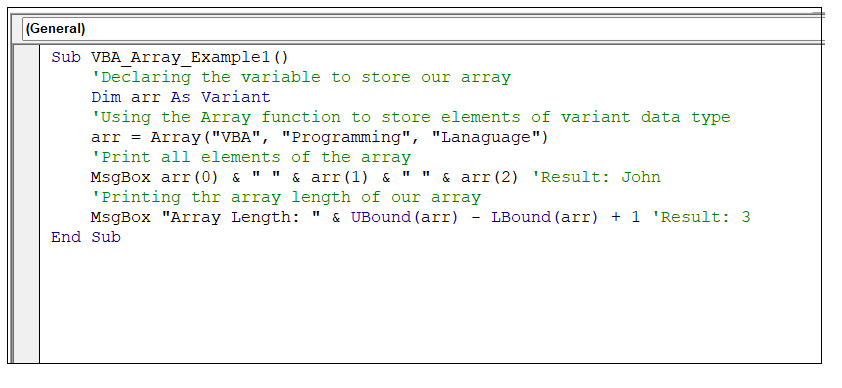 (General)
Sub VBA_Array_Example1()
'Declaring the variable to store our array
Dim arr As Variant
'Using the Array function to store elements of variant data type
arr = Array("VBA", "Programming", "Lanaguage")
'Print all elements of the array
MsgBox arr(0) & " " & arr(1) & " " & arr(2) 'Result: John
'Printing thr array length of our array
MsgBox "Array Length: " & UBound(arr) - LBound(arr) + 1 'Result: 3
End Sub